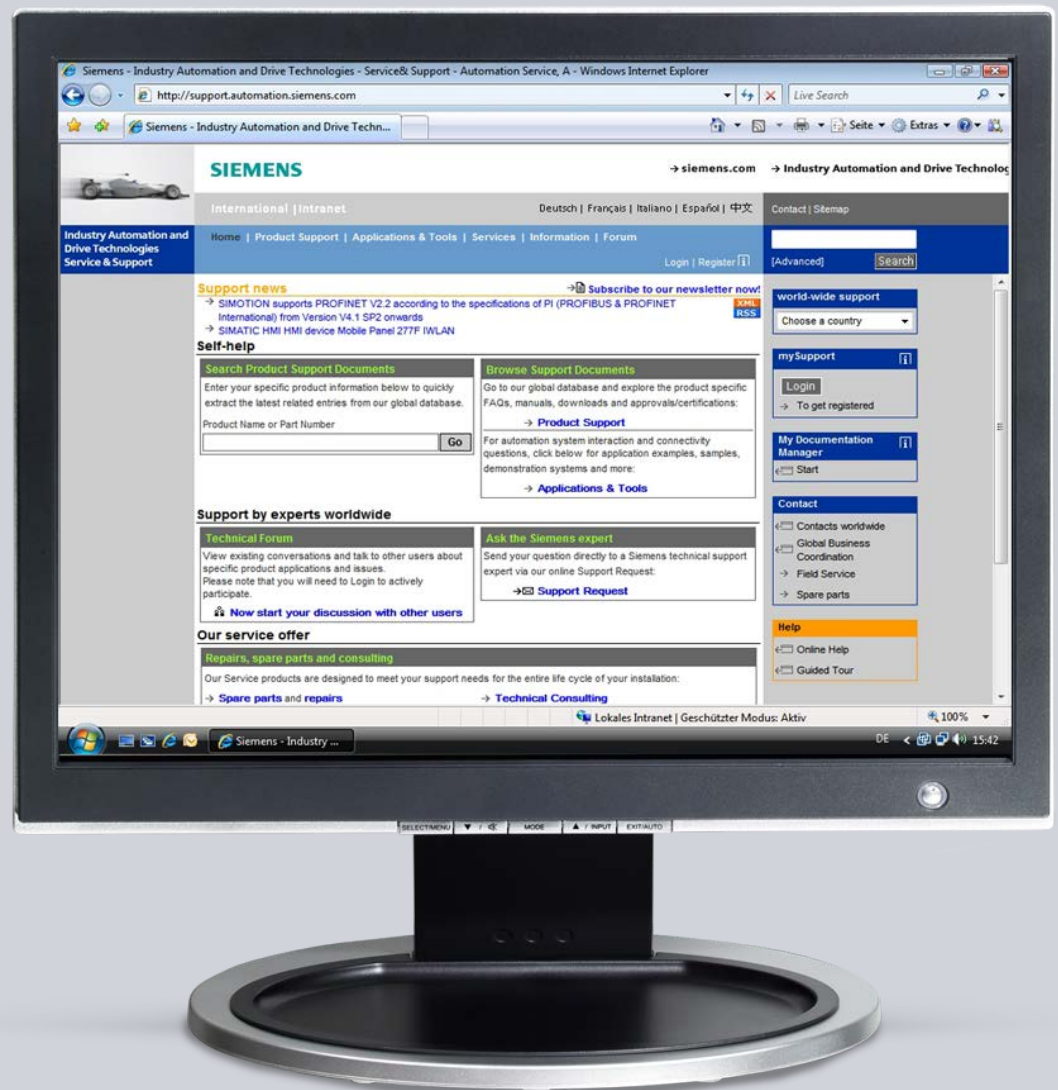 Siemens - Industry Automation and Drive Technologies - Service& Support - Automation Service, A - Windows Internet Explorer
http://support.automation.siemens.com
Live Search
Siemens - Industry Automation and Drive Techn...
Seite
Extras
SIEMENS
→ siemens.com
→ Industry Automation and Drive Technolog
International | Intranet
Deutsch | Français | Italiano | Español | 中文
Contact | Sitemap
Industry Automation and
Drive Technologies
Service & Support
Home | Product Support | Applications & Tools | Services | Information | Forum
Login | Register
[Advanced]
Search
Support news
→ Subscribe to our newsletter now!
→ SIMOTION supports PROFINET V2.2 according to the specifications of PI (PROFIBUS & PROFINET
International) from Version V4.1 SP2 onwards
XML
RSS
→ SIMATIC HMI HMI device Mobile Panel 277F IWLAN
Self-help
Search Product Support Documents
Enter your specific product information below to quickly
extract the latest related entries from our global database.
Product Name or Part Number
Go
Browse Support Documents
Go to our global database and explore the product specific
FAQs, manuals, downloads and approvals/certifications:
→ Product Support
For automation system interaction and connectivity
questions, click below for application examples, samples,
demonstration systems and more:
→ Applications & Tools
Support by experts worldwide
Technical Forum
View existing conversations and talk to other users about
specific product applications and issues.
Please note that you will need to Login to actively
participate.
Now start your discussion with other users
Ask the Siemens expert
Send your question directly to a Siemens technical support
expert via our online Support Request:
→ Support Request
Our service offer
Repairs, spare parts and consulting
Our Service products are designed to meet your support needs for the entire life cycle of your installation:
→ Spare parts and repairs
→ Technical Consulting
world-wide support
Choose a country
mySupport
Login
→ To get registered
My Documentation
Manager
Start
Contact
Contacts worldwide
Global Business
Coordination
→ Field Service
→ Spare parts
Help
Online Help
Guided Tour
Lokales Intranet | Geschützter Modus: Aktiv
100%
Siemens - Industry ...
DE
15:42
SELECT/MENU
MODE
/ INPUT
EXIT/AUTO